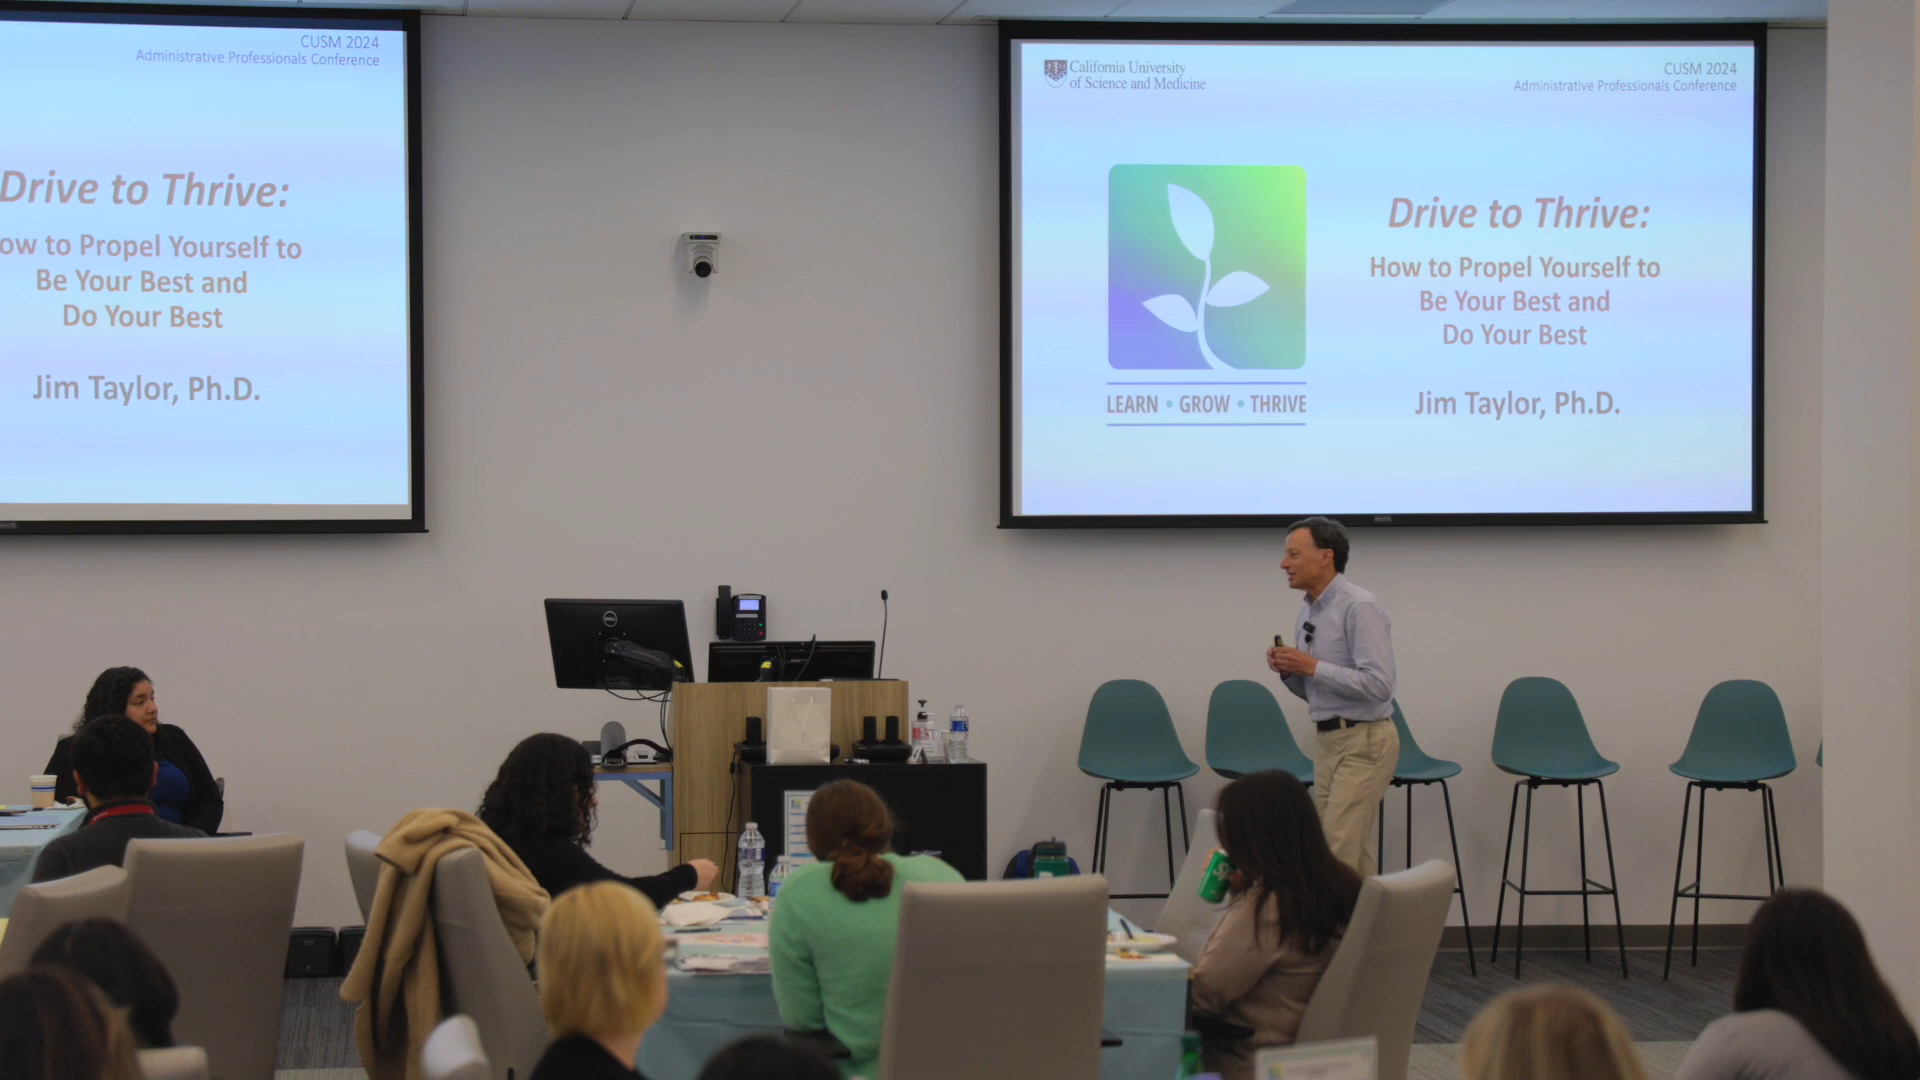 CUSM 2024
Administrative Professionals Conference
Drive to Thrive:
ow to Propel Yourself to
Be Your Best and
Do Your Best
Jim Taylor, Ph.D.
California University
of Science and Medicine
CUSM 2024
Administrative Professionals Conference
LEARN • GROW • THRIVE
Drive to Thrive:
How to Propel Yourself to
Be Your Best and
Do Your Best
Jim Taylor, Ph.D.
DELL